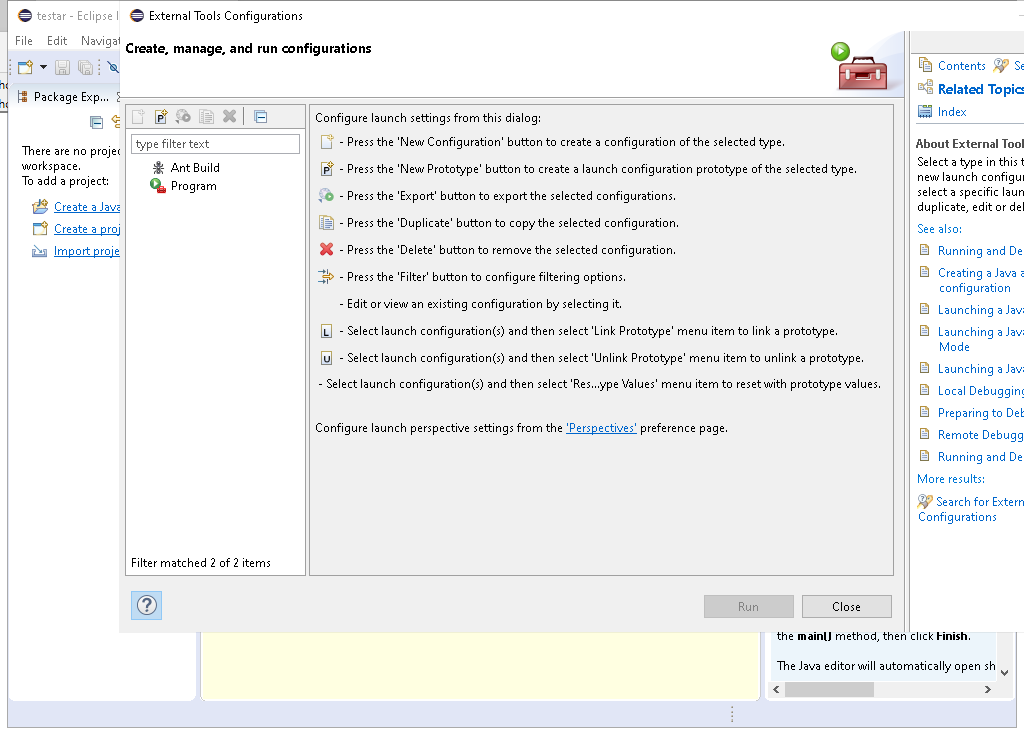 testar - Eclipse I
External Tools Configurations
File Edit Navigat
Create, manage, and run configurations
Package Exp...
There are no projec
workspace.
To add a project:
Create a Java
Create a proj
Import proje
type filter text
Ant Build
Program
Filter matched 2 of 2 items
Configure launch settings from this dialog:
- Press the 'New Configuration' button to create a configuration of the selected type.
P - Press the 'New Prototype' button to create a launch configuration prototype of the selected type.
- Press the 'Export' button to export the selected configurations.
- Press the 'Duplicate' button to copy the selected configuration.
- Press the 'Delete' button to remove the selected configuration.
- Press the 'Filter' button to configure filtering options.
- Edit or view an existing configuration by selecting it.
L - Select launch configuration(s) and then select 'Link Prototype' menu item to link a prototype.
U - Select launch configuration(s) and then select 'Unlink Prototype' menu item to unlink a prototype.
- Select launch configuration(s) and then select 'Res...ype Values' menu item to reset with prototype values.
Configure launch perspective settings from the 'Perspectives' preference page.
Run
Close
Contents Se
Related Topics
Index
About External Tool
Select a type in this t
new launch configur
select a specific laun
duplicate, edit or del
See also:
Running and De
Creating a Java a
configuration
Launching a Java
Launching a Java
Mode
Launching a Java
Local Debugging
Preparing to Deb
Remote Debugg
Running and De
More results:
Search for Extern
Configurations
the main() method, then click Finish.
The Java editor will automatically open sh